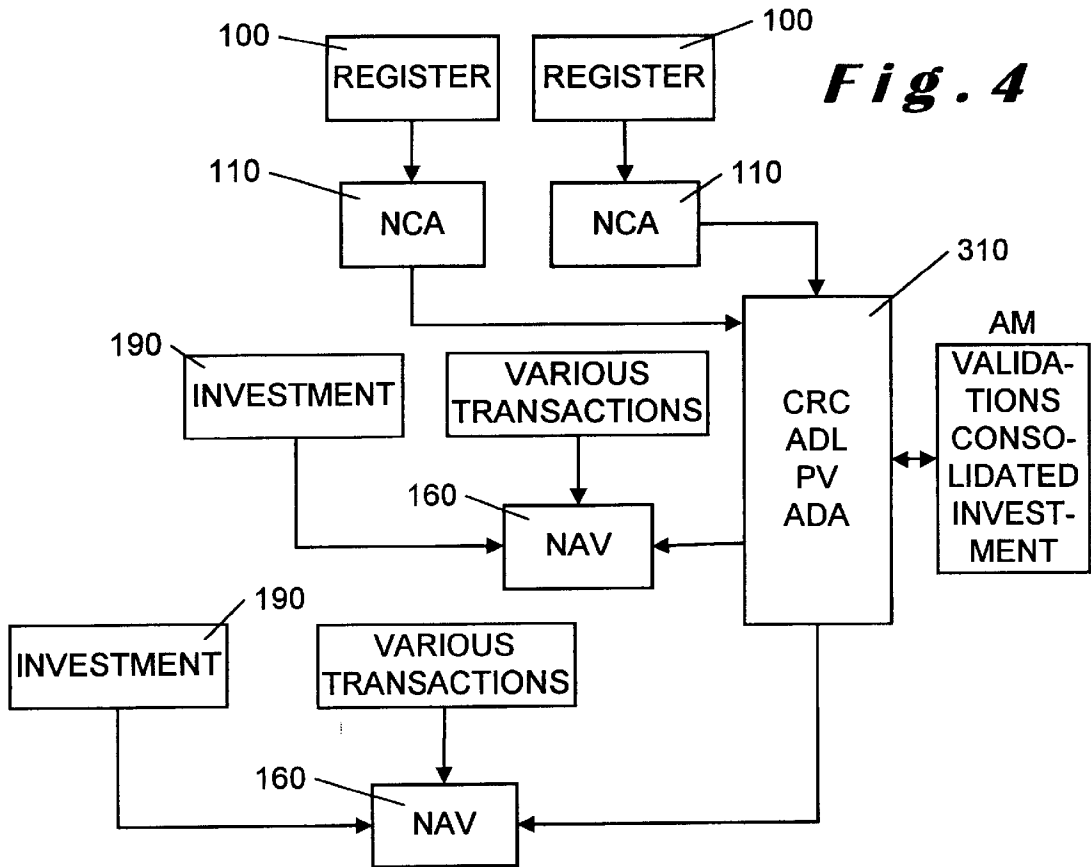 100
100
REGISTER
REGISTER
Fig. 4
110
NCA
NCA
110
310
190
INVESTMENT
VARIOUS
TRANSACTIONS
CRC
ADL
PV
ADA
AM
VALIDA-
TIONS
CONSO-
LIDATED
INVEST-
MENT
160
NAV
190
INVESTMENT
VARIOUS
TRANSACTIONS
160
NAV